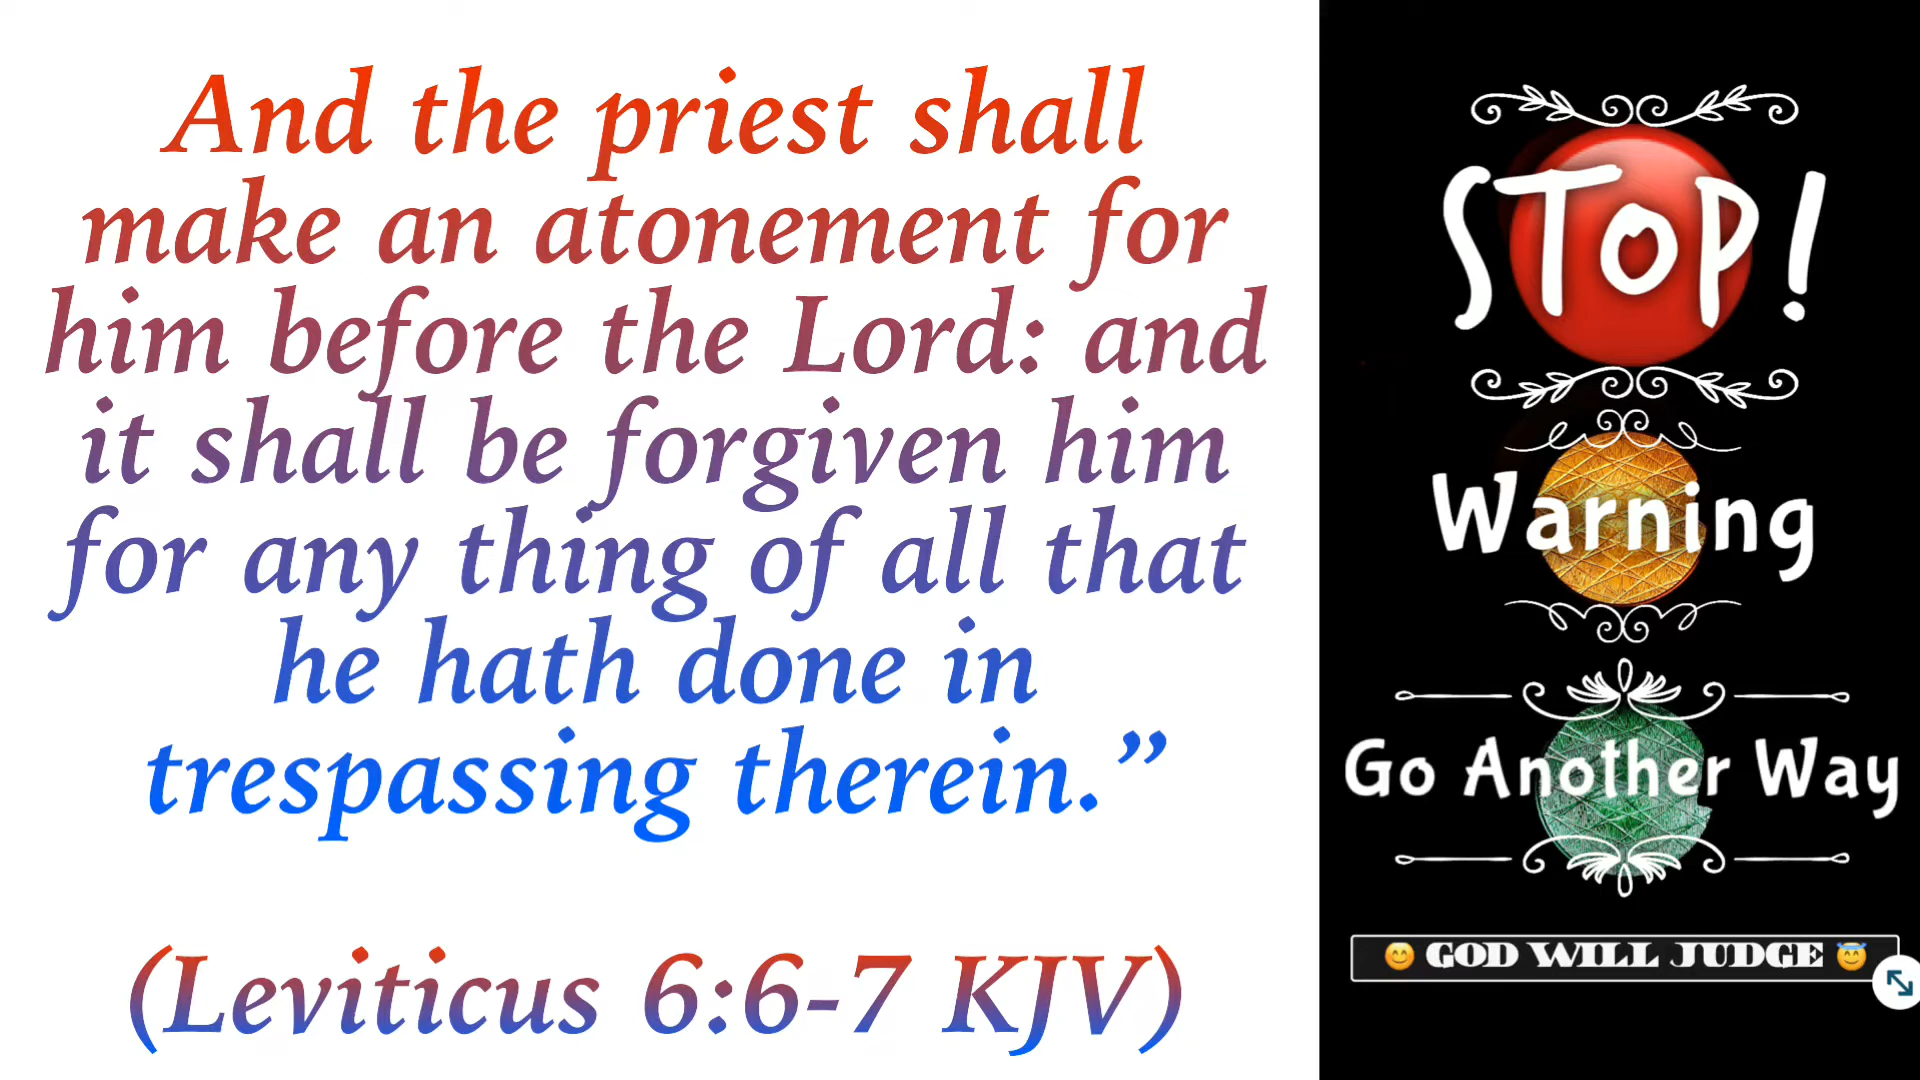 And the priest shall
make an atonement for
him before the Lord: and
it shall be forgiven him
for any thing of all that
he hath done in
trespassing therein.”
(Leviticus 6:6-7 KJV)
STOP!
Warning
Go Another Way
😊 GOD WILL JUDGE 😇